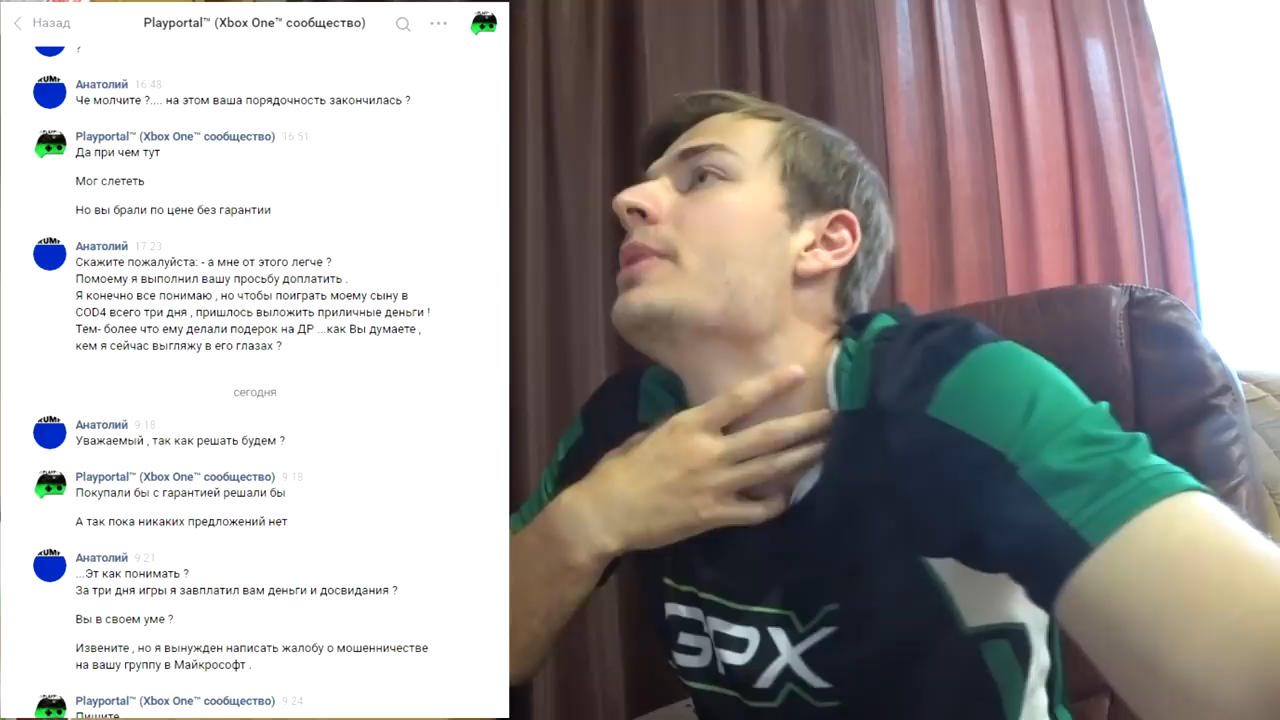 Назад
Playportal™ (Xbox One™ сообщество)
?
Анатолий 16:48
Че молчите ?.... на этом ваша порядочность закончилась ?
Playportal™ (Xbox One™ сообщество) 16:51
Да при чем тут
Мог слететь
Но вы брали по цене без гарантии
Анатолий 17:23
Скажите пожалуйста: - а мне от этого легче ?
Помоему я выполнил вашу просьбу доплатить .
Я конечно все понимаю , но чтобы поиграть моему сыну в
COD4 всего три дня , пришлось выложить приличные деньги !
Тем- более что ему делали подерок на ДР ...как Вы думаете ,
кем я сейчас выгляжу в его глазах ?
сегодня
Анатолий 9:18
Уважаемый , так как решать будем ?
Playportal™ (Xbox One™ сообщество) 9:18
Покупали бы с гарантией решали бы
А так пока никаких предложений нет
Анатолий 9:21
...Эт как понимать ?
За три дня игры я завплатил вам деньги и досвидания ?
Вы в своем уме ?
Извените , но я вынужден написать жалобу о мошенничестве
на вашу группу в Майкрософт .
Playportal™ (Xbox One™ сообщество) 9:24
Пишите
GPX